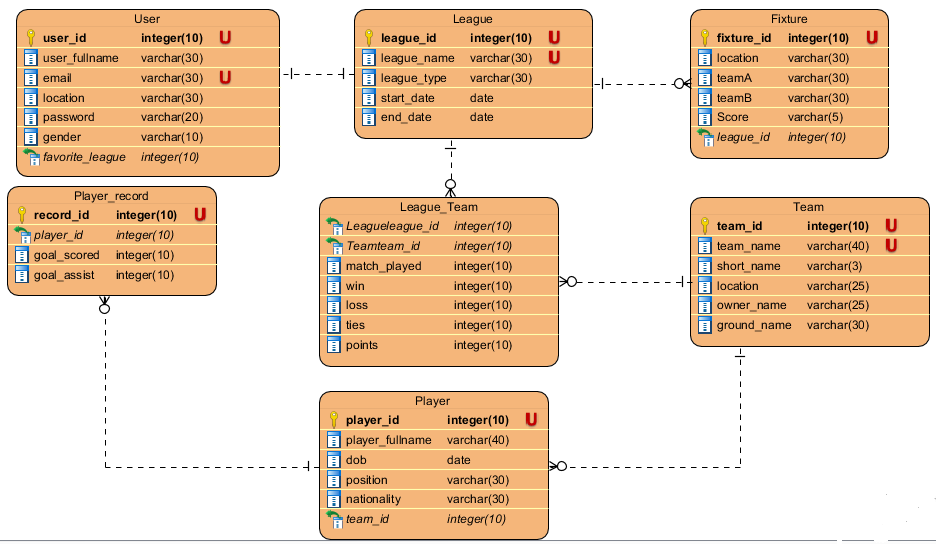 User
user_id integer(10) U
user_fullname varchar(30)
email varchar(30) U
location varchar(30)
password varchar(20)
gender varchar(10)
favorite_league integer(10)
League
league_id integer(10) U
league_name varchar(30) U
league_type varchar(30)
start_date date
end_date date
Fixture
fixture_id integer(10) U
location varchar(30)
teamA varchar(30)
teamB varchar(30)
Score varchar(5)
league_id integer(10)
Player_record
record_id integer(10) U
player_id integer(10)
goal_scored integer(10)
goal_assist integer(10)
League_Team
Leagueleague_id integer(10)
Teamteam_id integer(10)
match_played integer(10)
win integer(10)
loss integer(10)
ties integer(10)
points integer(10)
Team
team_id integer(10) U
team_name varchar(40) U
short_name varchar(3)
location varchar(25)
owner_name varchar(25)
ground_name varchar(30)
Player
player_id integer(10) U
player_fullname varchar(40)
dob date
position varchar(30)
nationality varchar(30)
team_id integer(10)